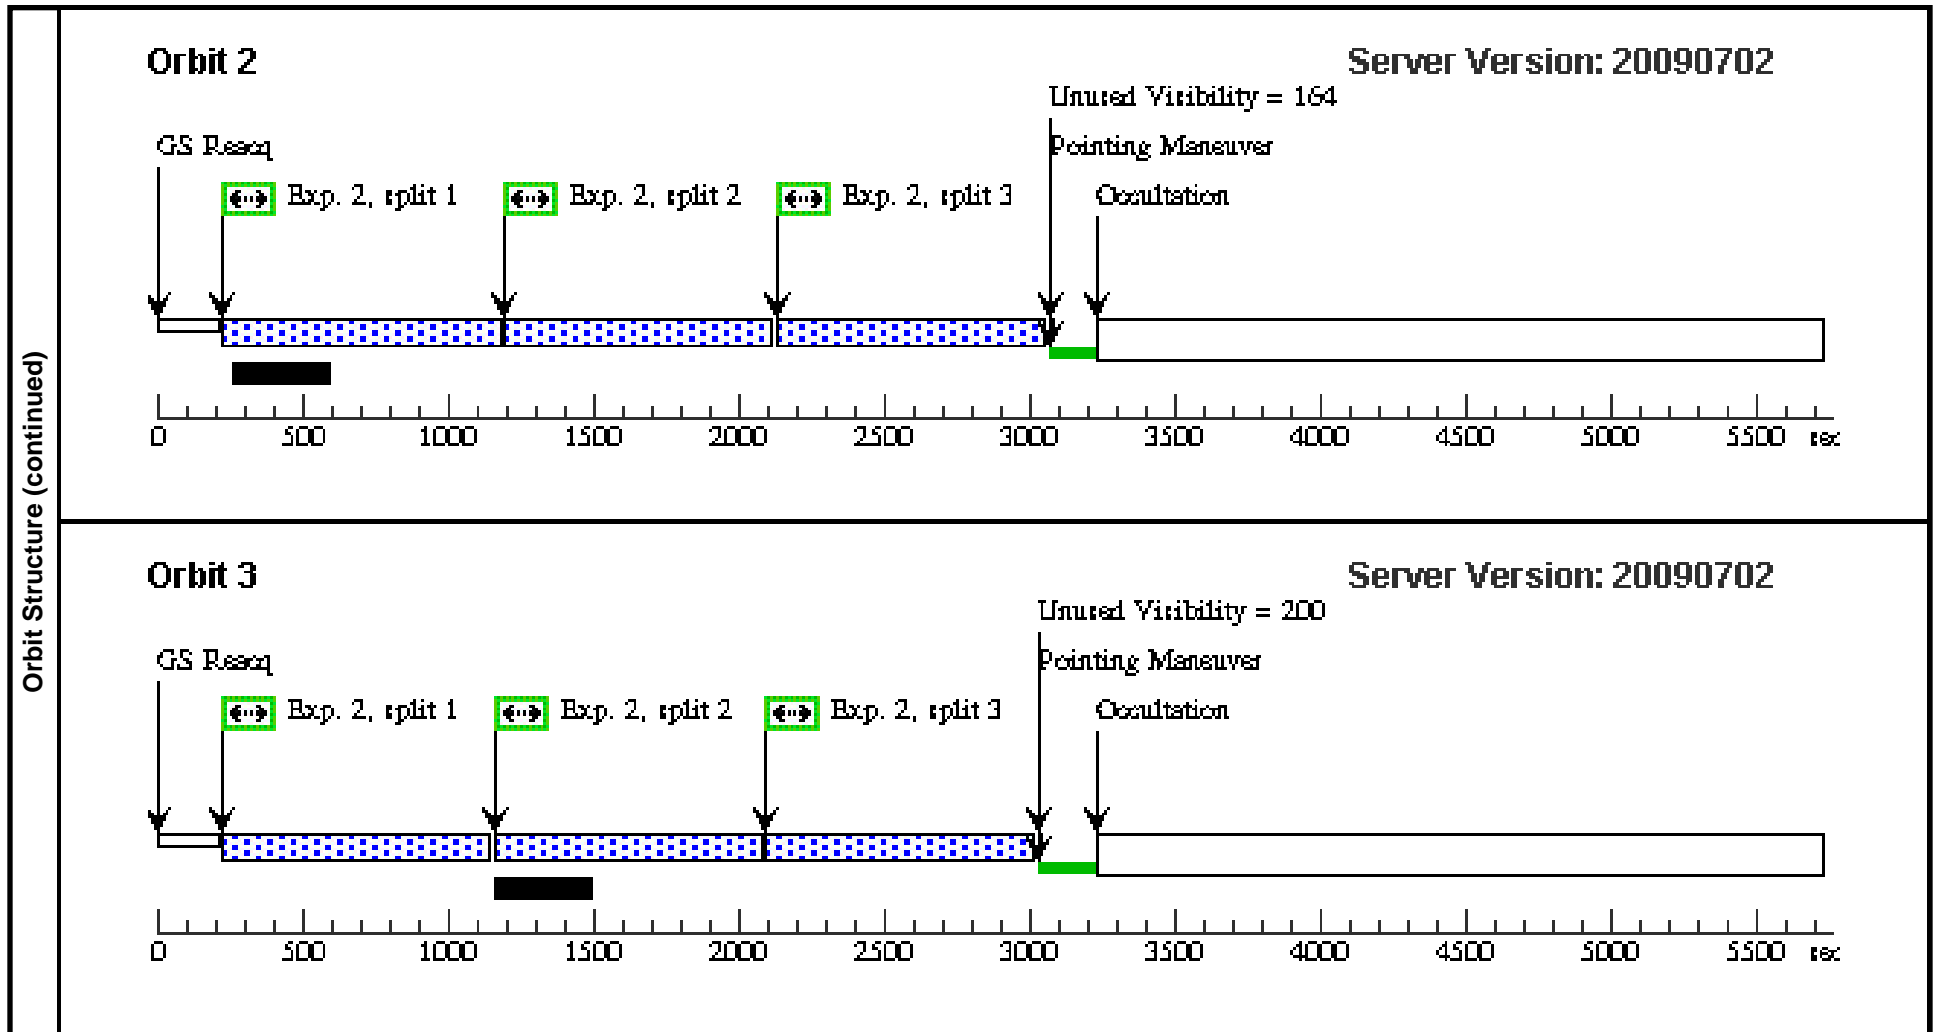 Orbit Structure (continued)
Orbit 2
Server Version: 20090702
Unused Visibility = 164
GS Reacq
Pointing Maneuver
Exp. 2, split 1
Exp. 2, split 2
Exp. 2, split 3
Occultation
0 500 1000 1500 2000 2500 3000 3500 4000 4500 5000 5500 sec
Orbit 3
Server Version: 20090702
Unused Visibility = 200
GS Reacq
Pointing Maneuver
Exp. 2, split 1
Exp. 2, split 2
Exp. 2, split 3
Occultation
0 500 1000 1500 2000 2500 3000 3500 4000 4500 5000 5500 sec